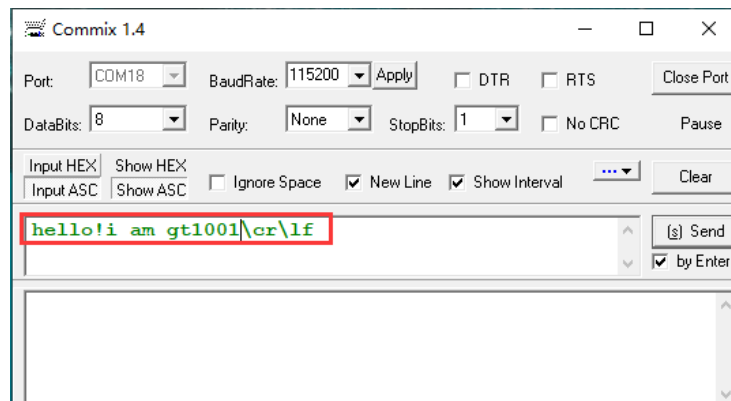 Commix 1.4
Port: COM18 BaudRate: 115200 Apply DTR RTS Close Port
DataBits: 8 Parity: None StopBits: 1 No CRC Pause
Input HEX Show HEX
Input ASC Show ASC Ignore Space New Line Show Interval ... Clear
hello!i am gt1001\cr\lf (s) Send
by Enter